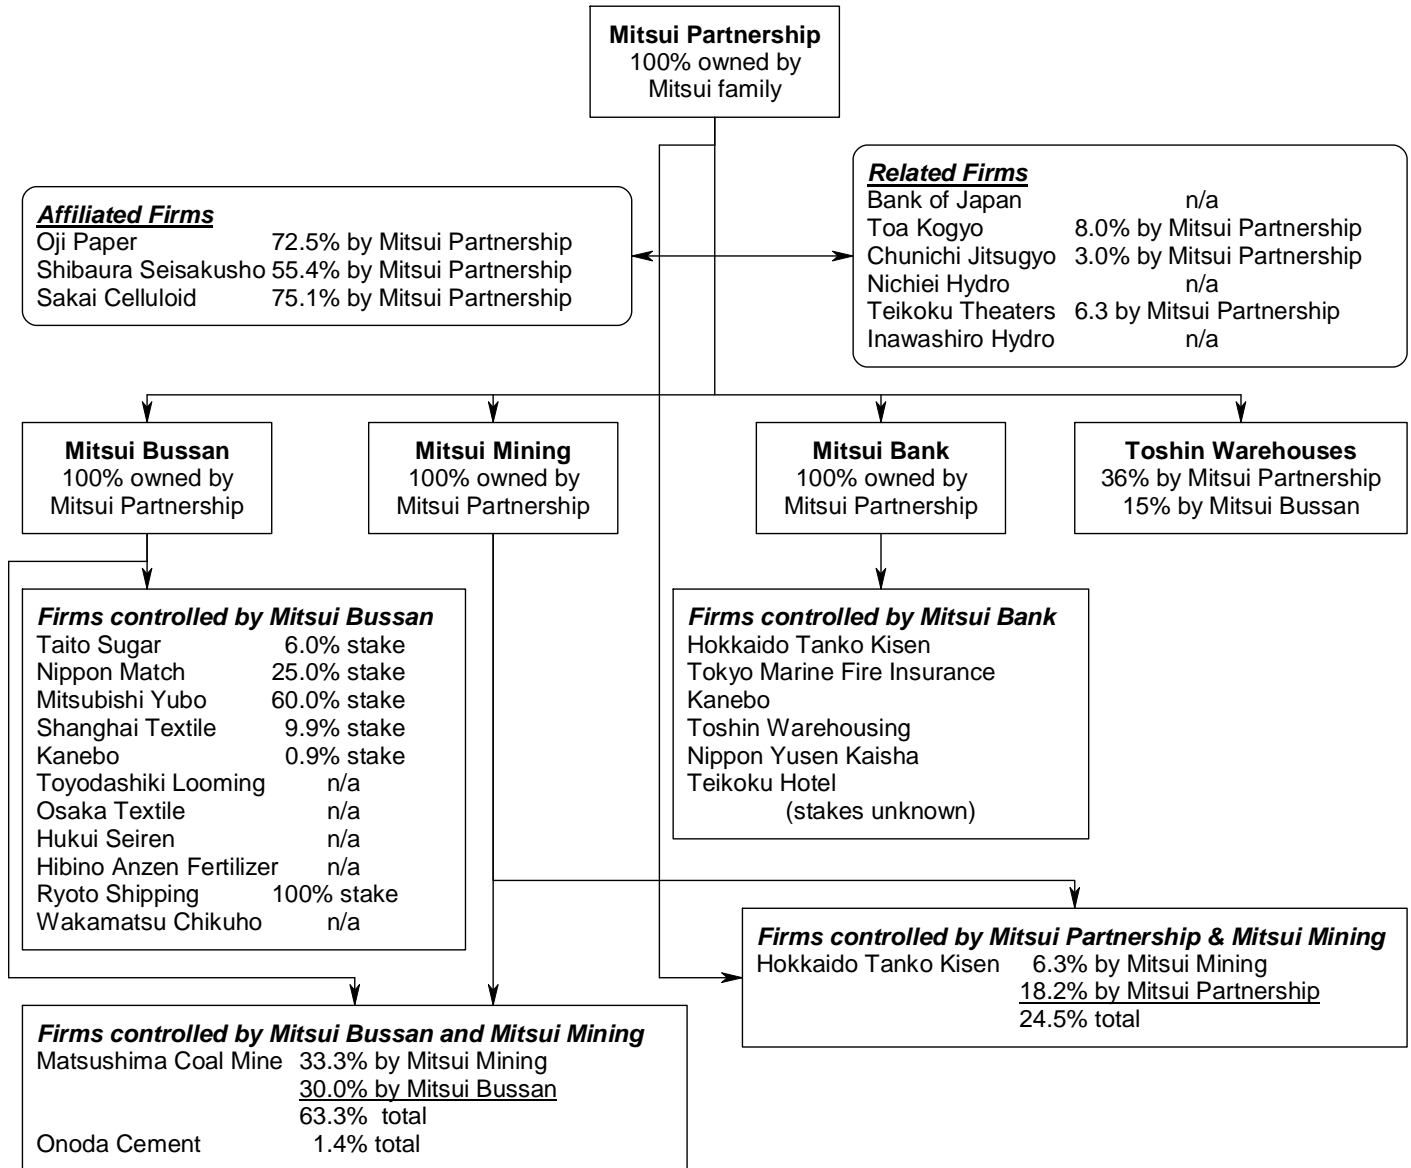 Mitsui Partnership
100% owned by
Mitsui family
Affiliated Firms
Oji Paper 72.5% by Mitsui Partnership
Shibaura Seisakusho 55.4% by Mitsui Partnership
Sakai Celluloid 75.1% by Mitsui Partnership
Related Firms
Bank of Japan n/a
Toa Kogyo 8.0% by Mitsui Partnership
Chunichi Jitsugyo 3.0% by Mitsui Partnership
Nichiei Hydro n/a
Teikoku Theaters 6.3 by Mitsui Partnership
Inawashiro Hydro n/a
Mitsui Bussan
100% owned by
Mitsui Partnership
Mitsui Mining
100% owned by
Mitsui Partnership
Mitsui Bank
100% owned by
Mitsui Partnership
Toshin Warehouses
36% by Mitsui Partnership
15% by Mitsui Bussan
Firms controlled by Mitsui Bussan
Taito Sugar 6.0% stake
Nippon Match 25.0% stake
Mitsubishi Yubo 60.0% stake
Shanghai Textile 9.9% stake
Kanebo 0.9% stake
Toyodashiki Looming n/a
Osaka Textile n/a
Hukui Seiren n/a
Hibino Anzen Fertilizer n/a
Ryoto Shipping 100% stake
Wakamatsu Chikuho n/a
Firms controlled by Mitsui Bank
Hokkaido Tanko Kisen
Tokyo Marine Fire Insurance
Kanebo
Toshin Warehousing
Nippon Yusen Kaisha
Teikoku Hotel
(stakes unknown)
Firms controlled by Mitsui Partnership & Mitsui Mining
Hokkaido Tanko Kisen 6.3% by Mitsui Mining
18.2% by Mitsui Partnership
24.5% total
Firms controlled by Mitsui Bussan and Mitsui Mining
Matsushima Coal Mine 33.3% by Mitsui Mining
30.0% by Mitsui Bussan
63.3% total
Onoda Cement 1.4% total